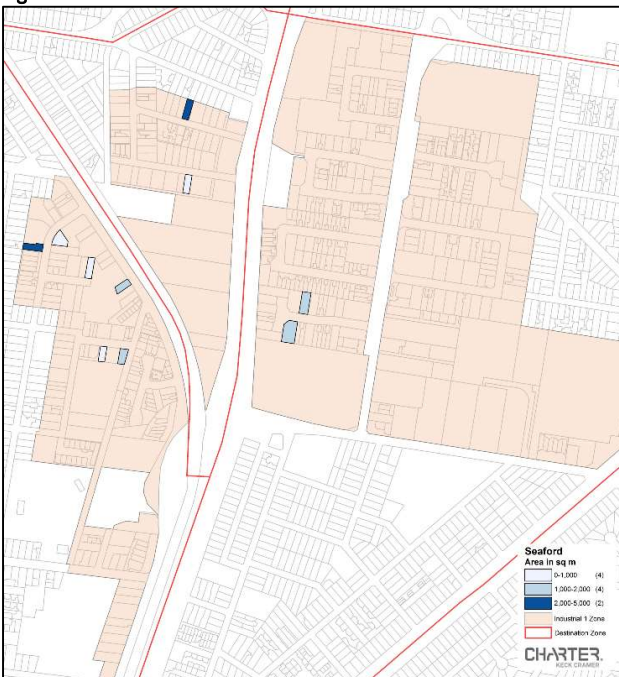 Seaford
Area in sq m
0-1,000 (4)
1,000-2,000 (4)
2,000-5,000 (2)
Industrial 1 Zone
Destination Zone
CHARTER.
KECK CRAMER